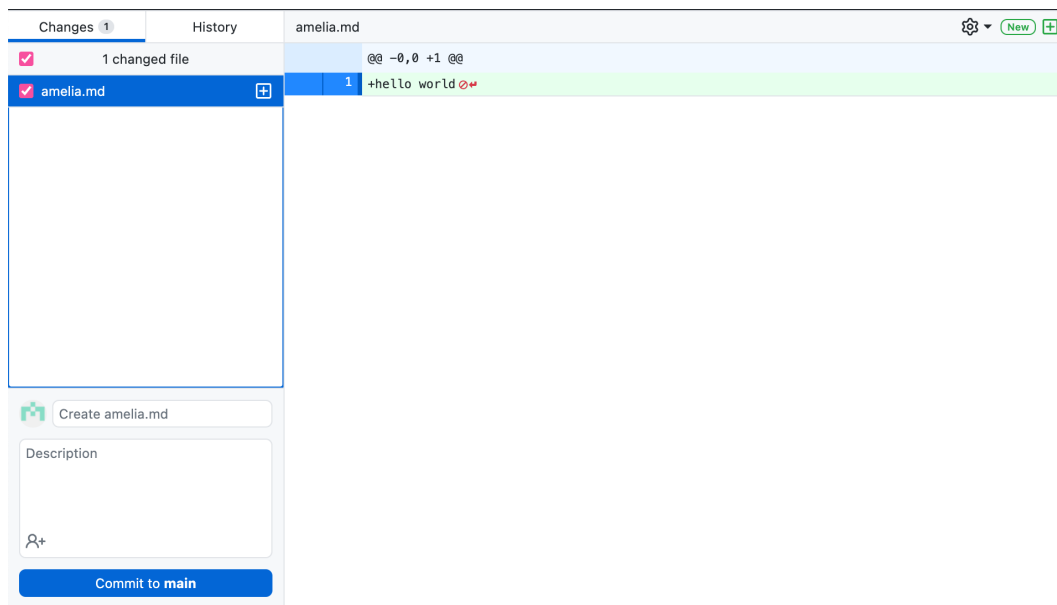 Changes 1
History
amelia.md
New
1 changed file
@@ -0,0 +1 @@
amelia.md
1 +hello world
Create amelia.md
Description
Commit to main